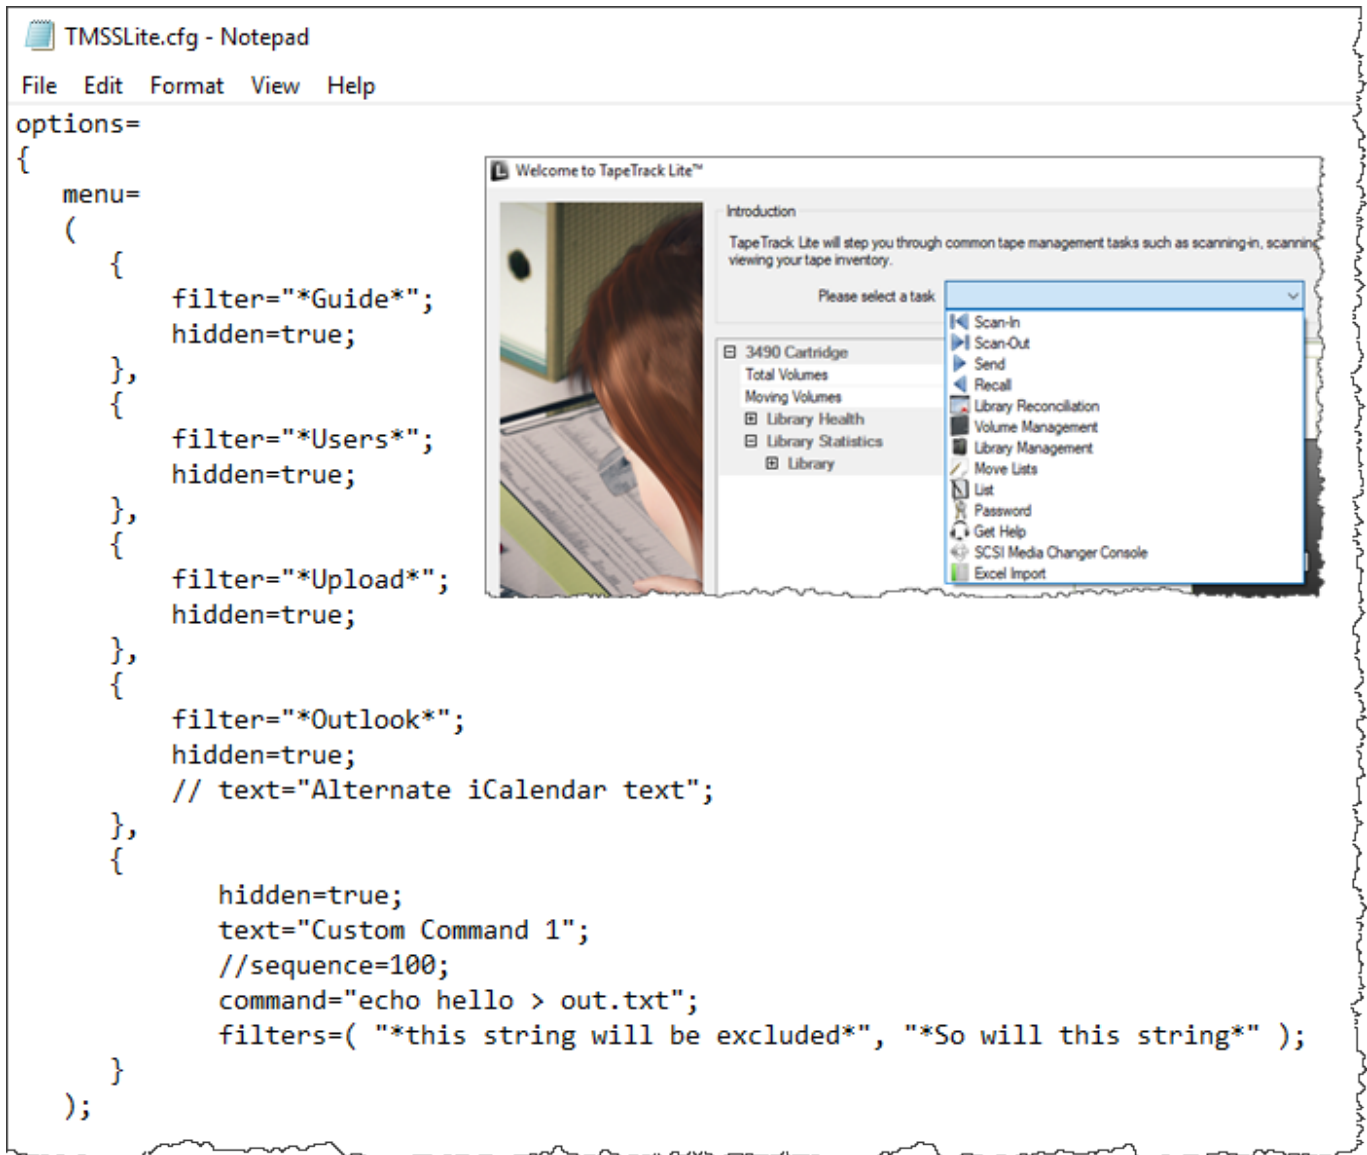 TMSSLite.cfg - Notepad
File Edit Format View Help
options=
{
menu=
(
{
filter="*Guide*";
hidden=true;
},
{
filter="*Users*";
hidden=true;
},
{
filter="*Upload*";
hidden=true;
},
{
filter="*Outlook*";
hidden=true;
// text="Alternate iCalendar text";
},
{
hidden=true;
text="Custom Command 1";
//sequence=100;
command="echo hello > out.txt";
filters=( "*this string will be excluded*", "*So will this string*" );
}
);
Welcome to TapeTrack Lite™
Introduction
TapeTrack Lite will step you through common tape management tasks such as scanning-in, scanning
viewing your tape inventory.
Please select a task
Scan-In
Scan-Out
Send
Recall
Library Reconciliation
Volume Management
Library Management
Move Lists
List
Password
Get Help
SCSI Media Changer Console
Excel Import
3490 Cartridge
Total Volumes
Moving Volumes
Library Health
Library Statistics
Library